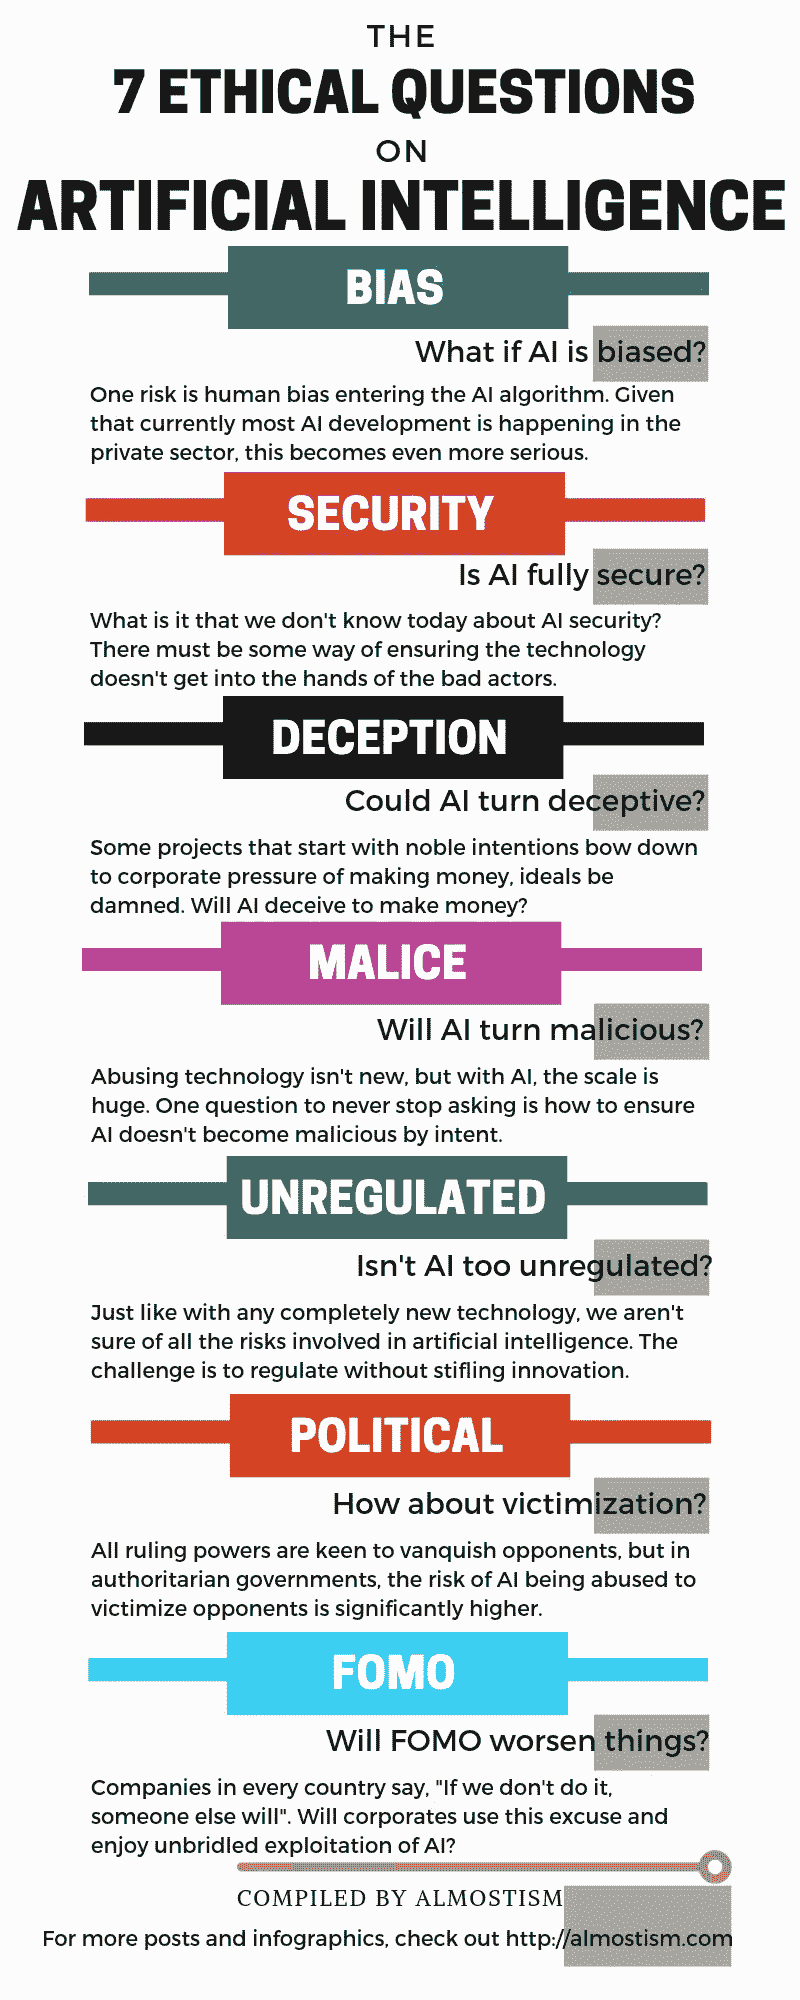 THE
7 ETHICAL QUESTIONS
ON
ARTIFICIAL INTELLIGENCE
BIAS
What if AI is biased?
One risk is human bias entering the AI algorithm. Given
that currently most AI development is happening in the
private sector, this becomes even more serious.
SECURITY
Is AI fully secure?
What is it that we don't know today about AI security?
There must be some way of ensuring the technology
doesn't get into the hands of the bad actors.
DECEPTION
Could AI turn deceptive?
Some projects that start with noble intentions bow down
to corporate pressure of making money, ideals be
damned. Will AI deceive to make money?
MALICE
Will AI turn malicious?
Abusing technology isn't new, but with AI, the scale is
huge. One question to never stop asking is how to ensure
AI doesn't become malicious by intent.
UNREGULATED
Isn't AI too unregulated?
Just like with any completely new technology, we aren't
sure of all the risks involved in artificial intelligence. The
challenge is to regulate without stifling innovation.
POLITICAL
How about victimization?
All ruling powers are keen to vanquish opponents, but in
authoritarian governments, the risk of AI being abused to
victimize opponents is significantly higher.
FOMO
Will FOMO worsen things?
Companies in every country say, "If we don't do it,
someone else will". Will corporates use this excuse and
enjoy unbridled exploitation of AI?
COMPILED BY ALMOSTISM
For more posts and infographics, check out http://almostism.com